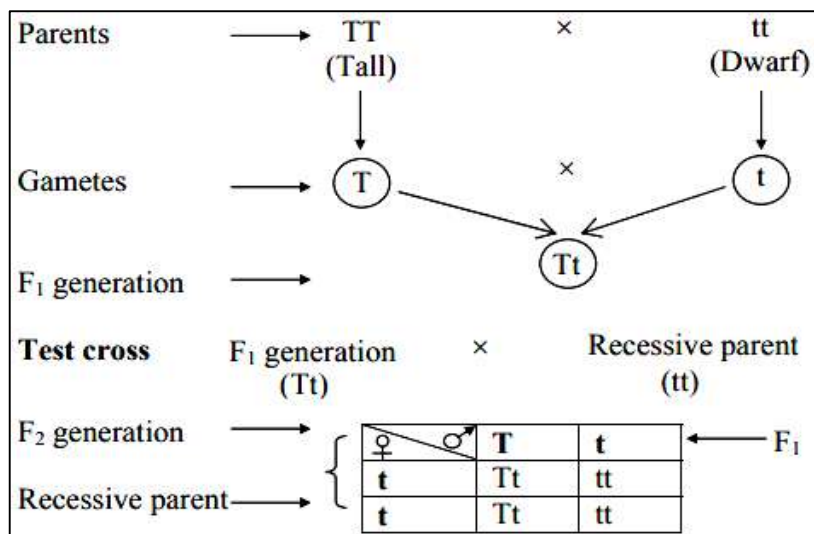 Parents TT × tt
(Tall) (Dwarf)
Gametes T × t
Tt
F₁ generation
Test cross F₁ generation × Recessive parent
(Tt) (tt)
F₂ generation ♀ ♂ T t F₁
t Tt tt
Recessive parent
t Tt tt